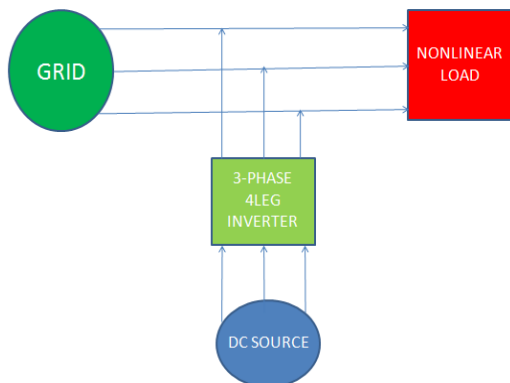 GRID
NONLINEAR
LOAD
3-PHASE
4LEG
INVERTER
DC SOURCE